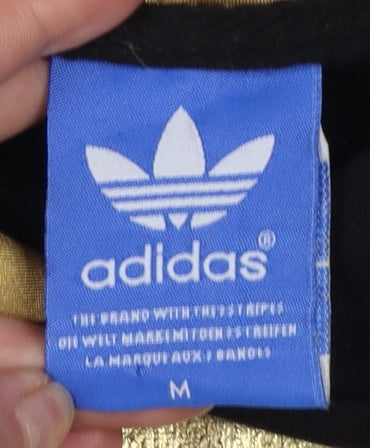 adidas®
THE BRAND WITH THE 3 STRIPES
DIE WELT MARKE MIT DEN 3 STREIFEN
LA MARQUE AUX 3 BANDES
M